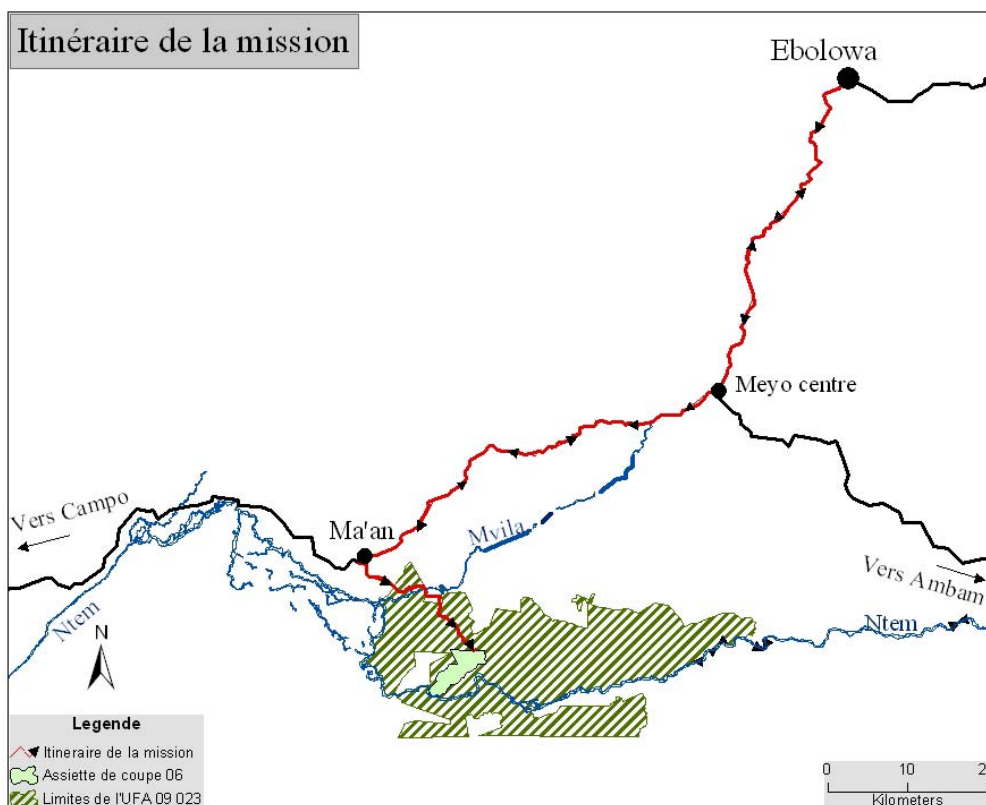 Itinéraire de la mission
Ebolowa
Meyo centre
Vers Campo
Ma'an
Mvila
Vers Ambam
Ntem
Ntem
N
Legende
Itineraire de la mission
Assiette de coupe 06
Limites de l'UFA 09 023
0 10
Kilometers